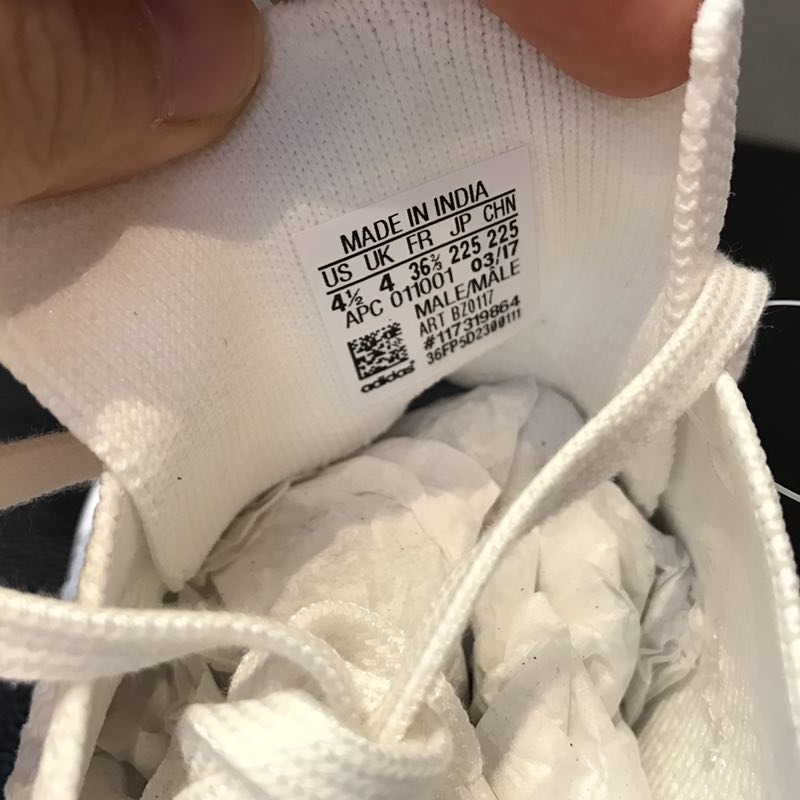 MADE IN INDIA
US UK FR JP CHN
4½ 4 36⅔ 225 225
APC 011001 03/17
MALE/MÂLE
ART BZ0117
#117319864
36FP5D2300111
adidas